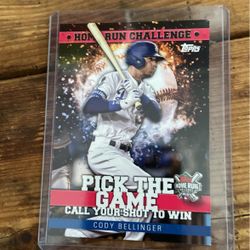 HOME RUN CHALLENGE
Topps
PICK THE
GAME
HOME RUN
CALL YOUR SHOT TO WIN
CODY BELLINGER